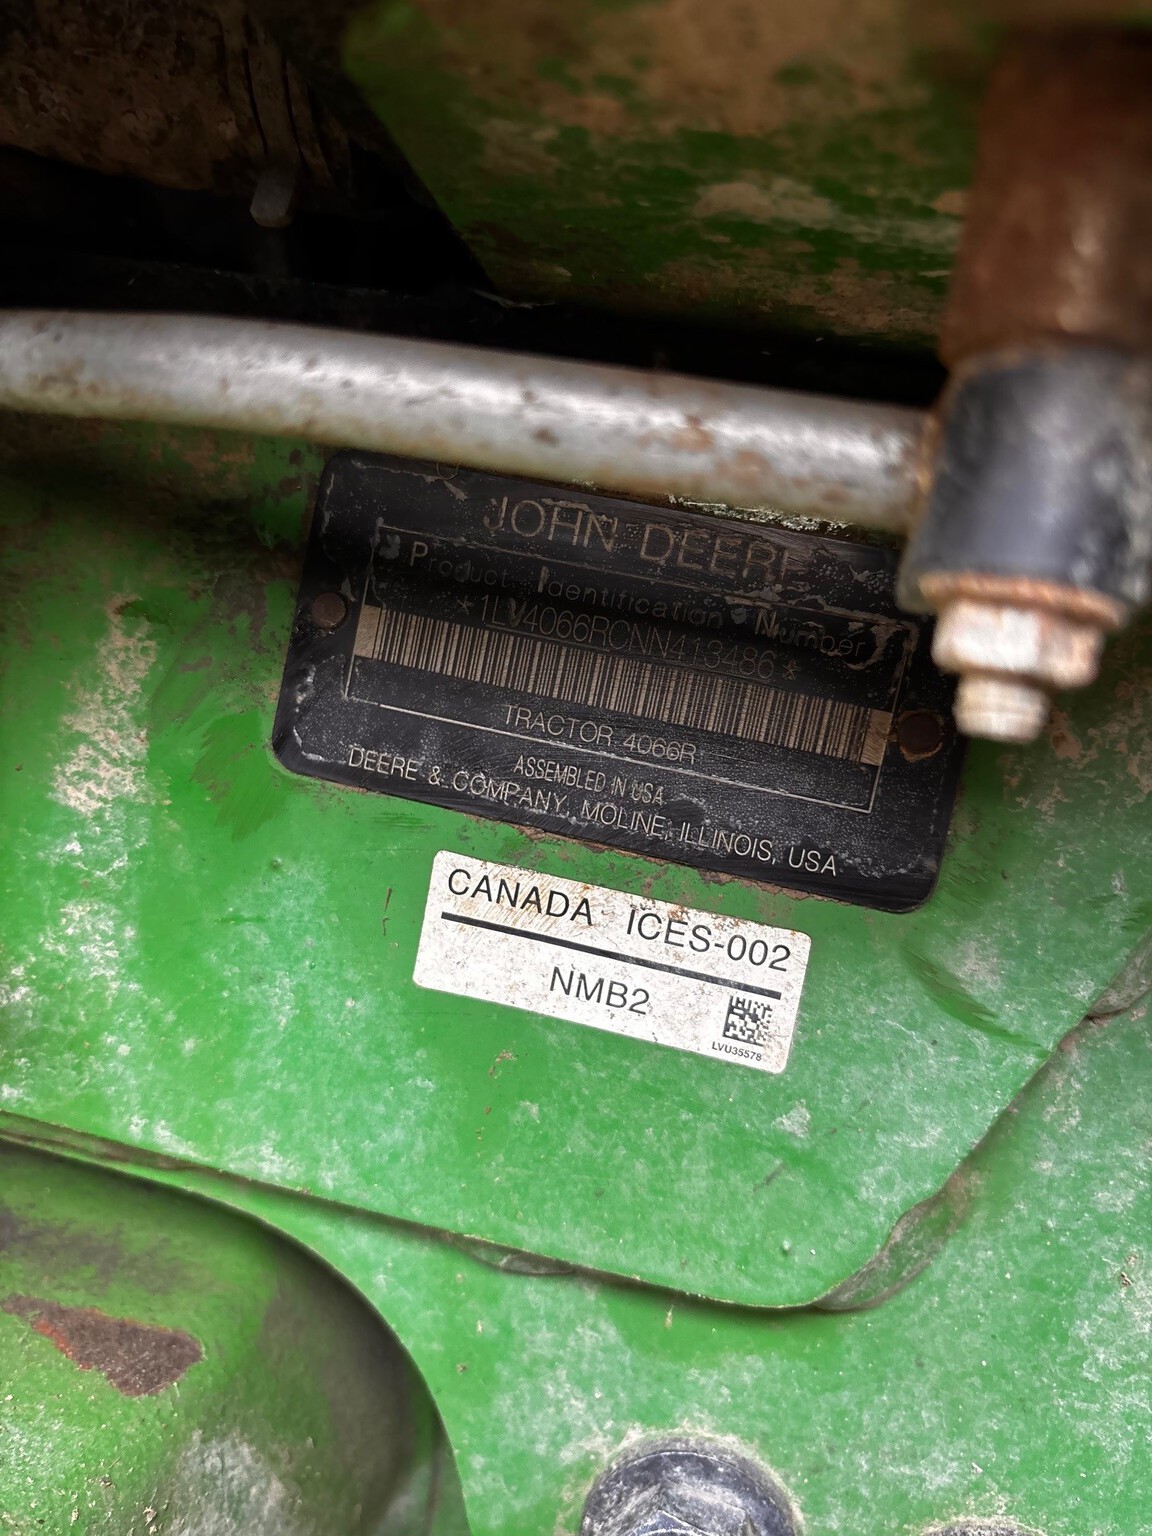 JOHN DEERE
Product Identification Number
*1LV4066RCNN413486*
TRACTOR 4066R
ASSEMBLED IN USA
DEERE & COMPANY, MOLINE, ILLINOIS, USA
CANADA ICES-002
NMB2
LVU35578